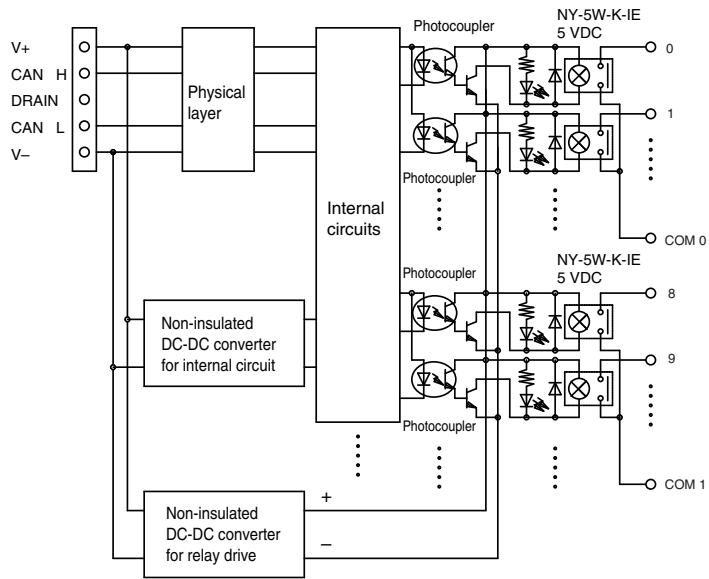 Photocoupler
NY-5W-K-IE
5 VDC
V+
CAN H
DRAIN
CAN L
V–
Physical
layer
0
1
Photocoupler
Internal
circuits
COM 0
NY-5W-K-IE
5 VDC
Photocoupler
8
Non-insulated
DC-DC converter
for internal circuit
9
Photocoupler
COM 1
+
Non-insulated
DC-DC converter
for relay drive
–